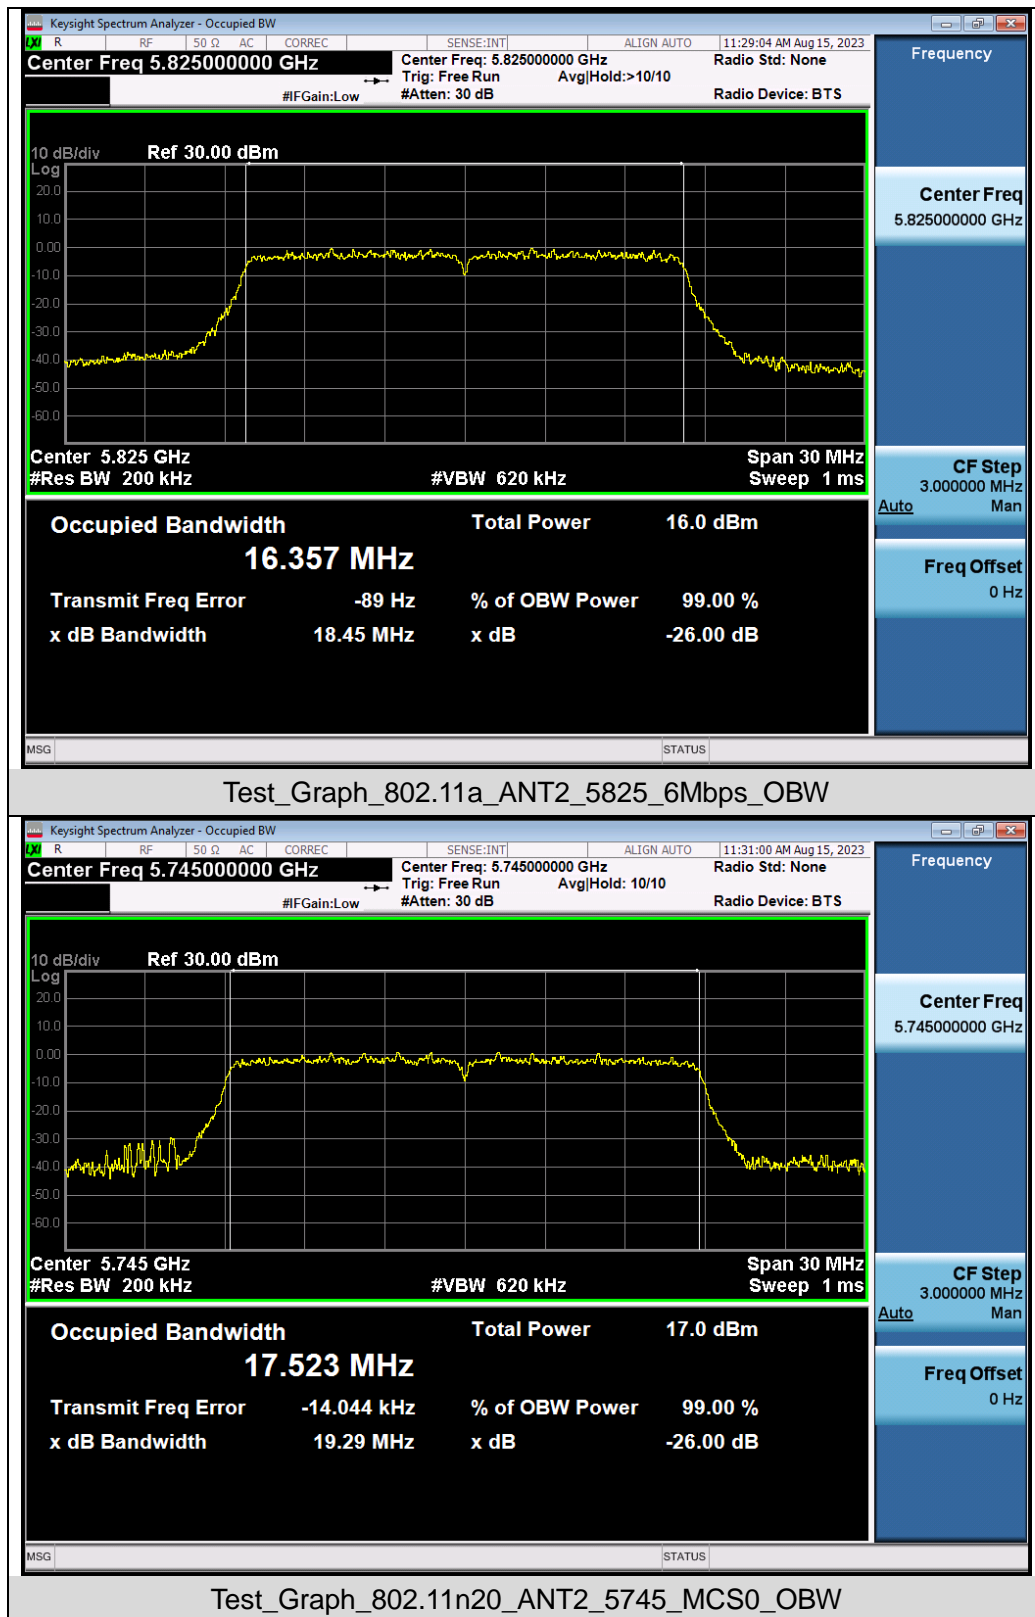 Keysight Spectrum Analyzer - Occupied BW
LXI R RF 50 Ω AC CORREC SENSE:INT ALIGN AUTO 11:29:04 AM Aug 15, 2023
Center Freq 5.825000000 GHz
Center Freq: 5.825000000 GHz
Radio Std: None
Trig: Free Run Avg|Hold:>10/10
#IFGain:Low
#Atten: 30 dB
Radio Device: BTS
Frequency
10 dB/div Ref 30.00 dBm
Log
20.0
10.0
0.00
-10.0
-20.0
-30.0
-40.0
-50.0
-60.0
Center 5.825 GHz
Span 30 MHz
#Res BW 200 kHz
#VBW 620 kHz
Sweep 1 ms
Center Freq
5.825000000 GHz
CF Step
3.000000 MHz
Auto Man
Freq Offset
0 Hz
Occupied Bandwidth
Total Power 16.0 dBm
16.357 MHz
Transmit Freq Error -89 Hz % of OBW Power 99.00 %
x dB Bandwidth 18.45 MHz x dB -26.00 dB
MSG STATUS
Test_Graph_802.11a_ANT2_5825_6Mbps_OBW
Keysight Spectrum Analyzer - Occupied BW
LXI R RF 50 Ω AC CORREC SENSE:INT ALIGN AUTO 11:31:00 AM Aug 15, 2023
Center Freq 5.745000000 GHz
Center Freq: 5.745000000 GHz
Radio Std: None
Trig: Free Run Avg|Hold: 10/10
#IFGain:Low
#Atten: 30 dB
Radio Device: BTS
Frequency
10 dB/div Ref 30.00 dBm
Log
20.0
10.0
0.00
-10.0
-20.0
-30.0
-40.0
-50.0
-60.0
Center 5.745 GHz
Span 30 MHz
#Res BW 200 kHz
#VBW 620 kHz
Sweep 1 ms
Center Freq
5.745000000 GHz
CF Step
3.000000 MHz
Auto Man
Freq Offset
0 Hz
Occupied Bandwidth
Total Power 17.0 dBm
17.523 MHz
Transmit Freq Error -14.044 kHz % of OBW Power 99.00 %
x dB Bandwidth 19.29 MHz x dB -26.00 dB
MSG STATUS
Test_Graph_802.11n20_ANT2_5745_MCS0_OBW